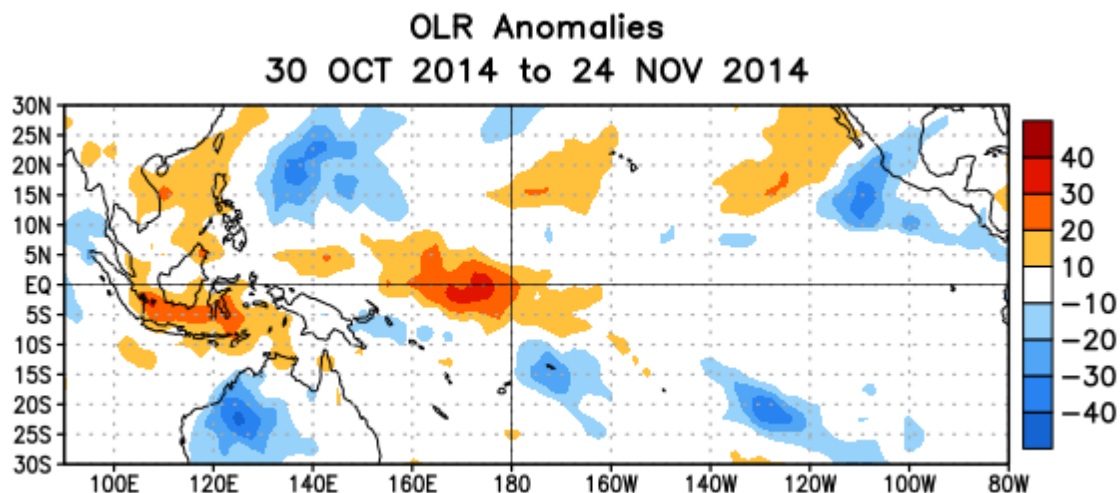 OLR Anomalies
30 OCT 2014 to 24 NOV 2014
30N
25N
20N
15N
10N
5N
EQ
5S
10S
15S
20S
25S
30S
100E 120E 140E 160E 180 160W 140W 120W 100W 80W
40
30
20
10
-10
-20
-30
-40